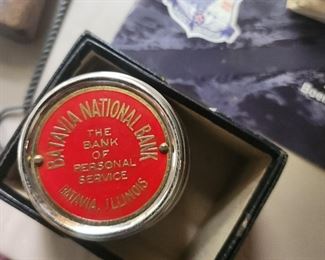 BATAVIA NATIONAL BANK
THE
BANK
OF
PERSONAL
SERVICE
BATAVIA, ILLINOIS